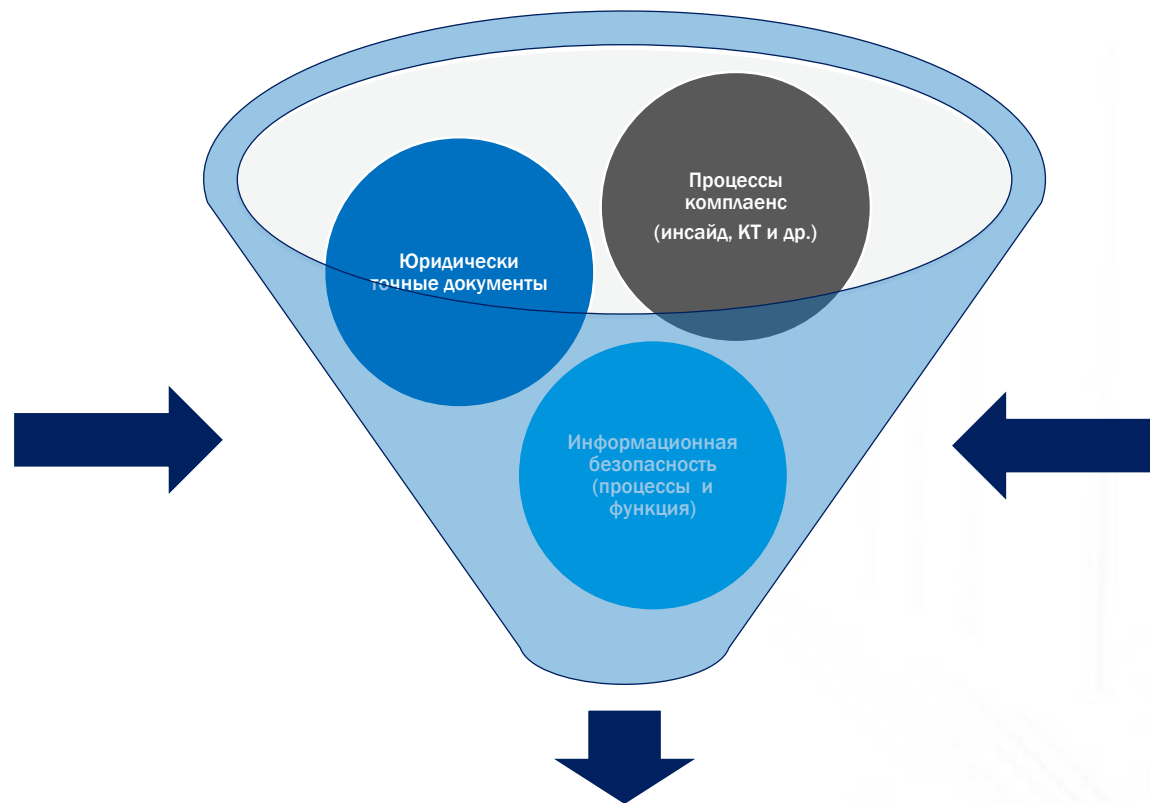 Процессы
комплаенс
(инсайд, КТ и др.)
Юридически
точные документы
Информационная
безопасность
(процессы и
функция)